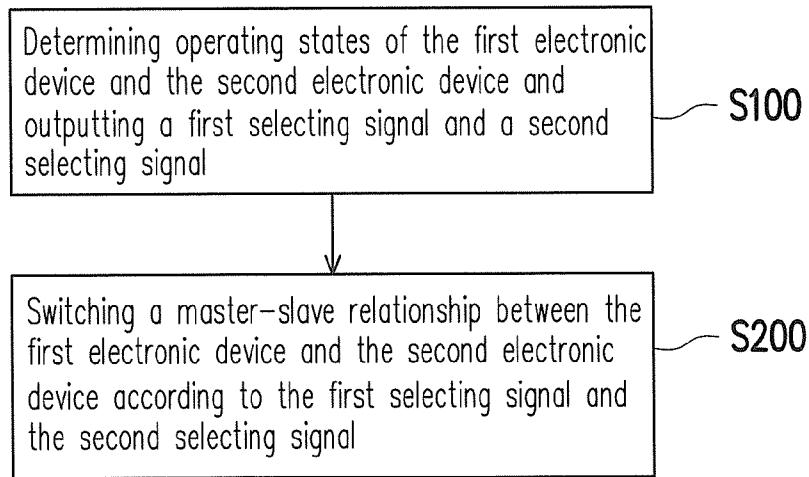 Determining operating states of the first electronic
device and the second electronic device and
outputting a first selecting signal and a second
selecting signal
S100
Switching a master-slave relationship between the
first electronic device and the second electronic
device according to the first selecting signal and
the second selecting signal
S200